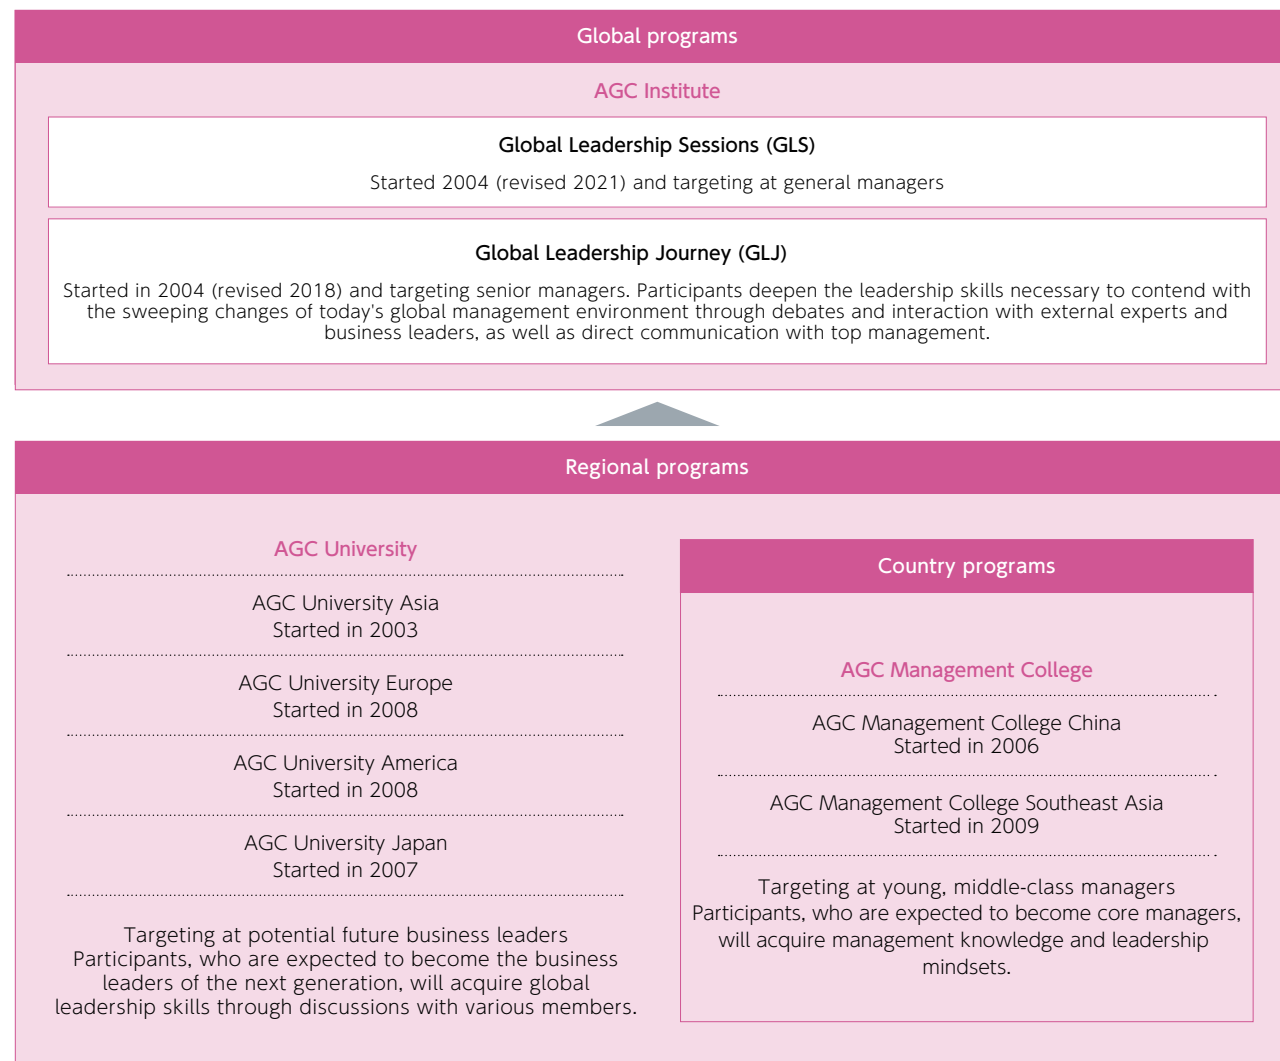 Global programs
AGC Institute
Global Leadership Sessions (GLS)
Started 2004 (revised 2021) and targeting at general managers
Global Leadership Journey (GLJ)
Started in 2004 (revised 2018) and targeting senior managers. Participants deepen the leadership skills necessary to contend with
the sweeping changes of today's global management environment through debates and interaction with external experts and
business leaders, as well as direct communication with top management.
Regional programs
AGC University
AGC University Asia
Started in 2003
AGC University Europe
Started in 2008
AGC University America
Started in 2008
AGC University Japan
Started in 2007
Targeting at potential future business leaders
Participants, who are expected to become the business
leaders of the next generation, will acquire global
leadership skills through discussions with various members.
Country programs
AGC Management College
AGC Management College China
Started in 2006
AGC Management College Southeast Asia
Started in 2009
Targeting at young, middle-class managers
Participants, who are expected to become core managers,
will acquire management knowledge and leadership
mindsets.